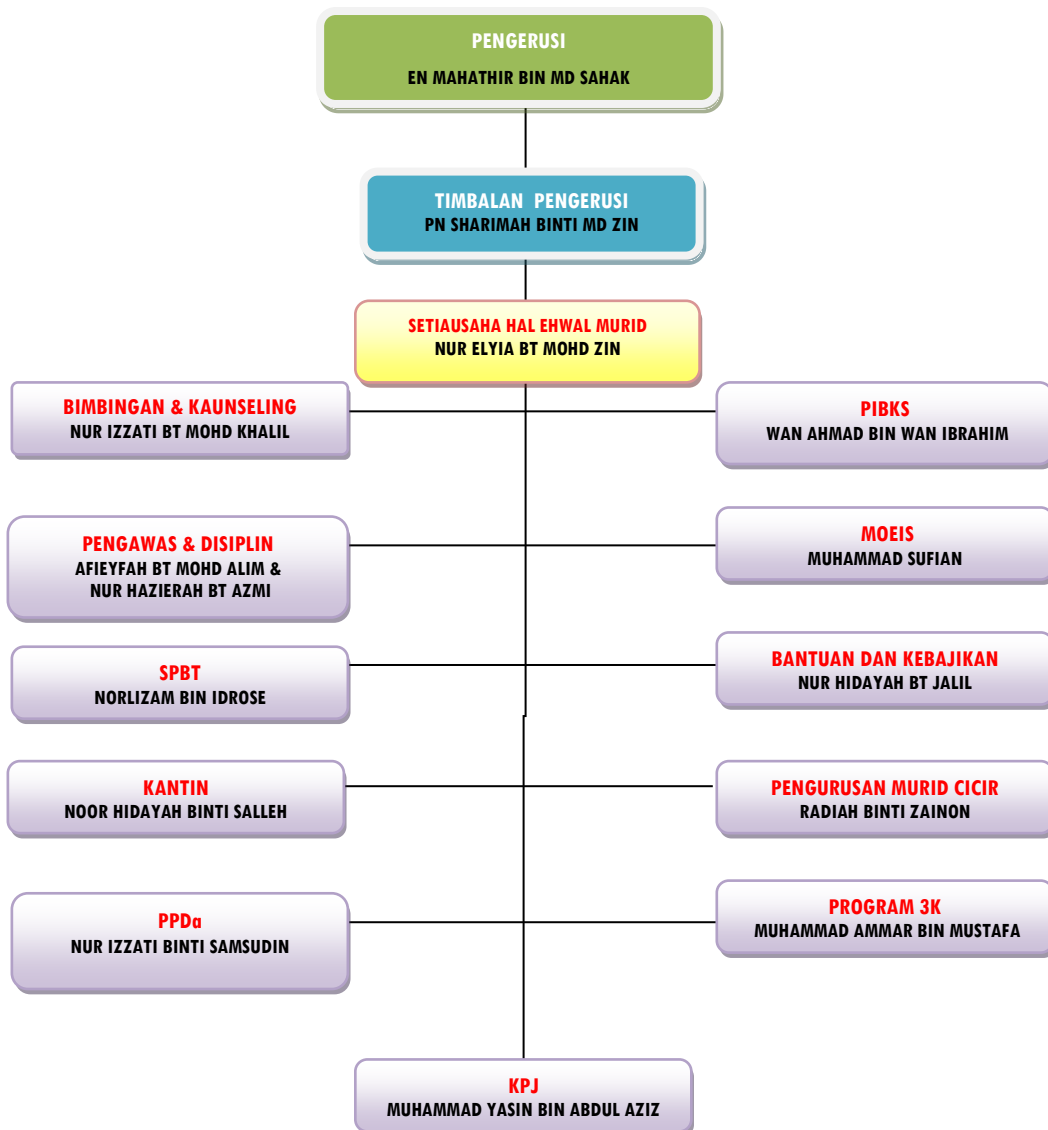 PENGERUSI
EN MAHATHIR BIN MD SAHAK
TIMBALAN PENGERUSI
PN SHARIMAH BINTI MD ZIN
SETIAUSAHA HAL EHWAL MURID
NUR ELYIA BT MOHD ZIN
BIMBINGAN & KAUNSELING
NUR IZZATI BT MOHD KHALIL
PIBKS
WAN AHMAD BIN WAN IBRAHIM
PENGAWAS & DISIPLIN
AFIEYFAH BT MOHD ALIM &
NUR HAZIERAH BT AZMI
MOEIS
MUHAMMAD SUFIAN
SPBT
NORLIZAM BIN IDROSE
BANTUAN DAN KEBAJIKAN
NUR HIDAYAH BT JALIL
KANTIN
NOOR HIDAYAH BINTI SALLEH
PENGURUSAN MURID CICIR
RADIAH BINTI ZAINON
PPDa
NUR IZZATI BINTI SAMSUDIN
PROGRAM 3K
MUHAMMAD AMMAR BIN MUSTAFA
KPJ
MUHAMMAD YASIN BIN ABDUL AZIZ